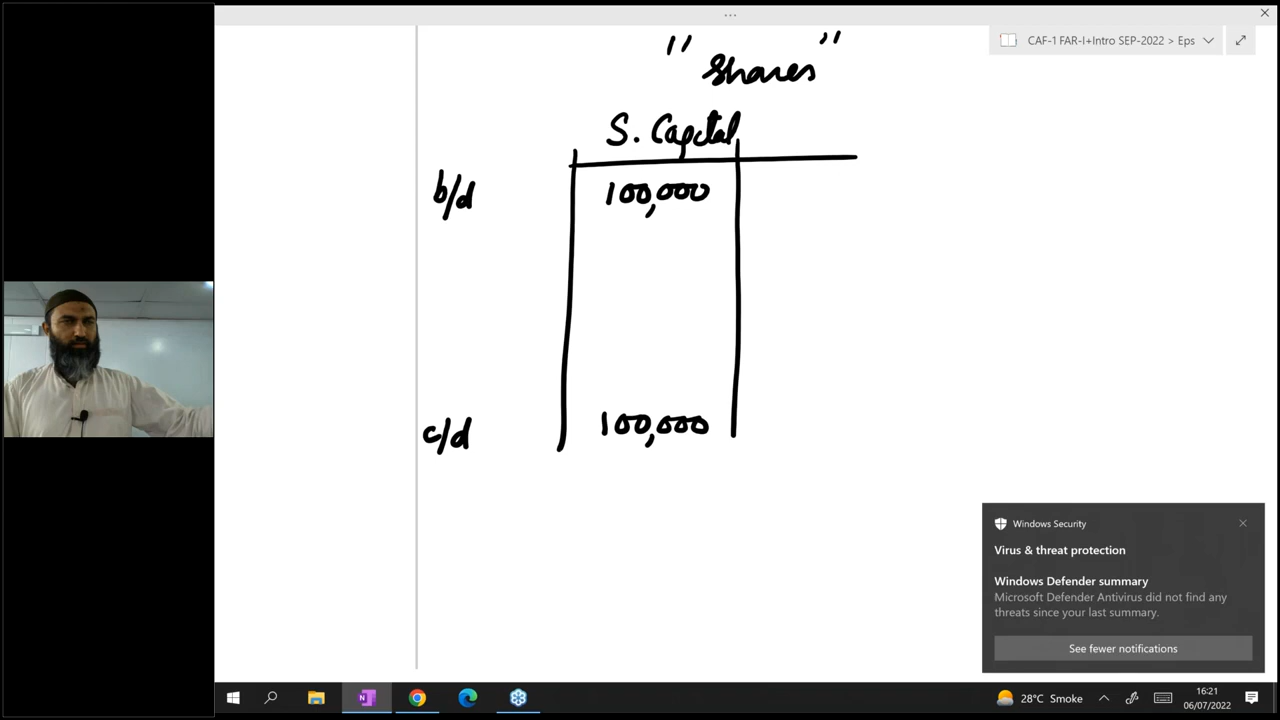 CAF-1 FAR-I+Intro SEP-2022 > Eps
" Shares "
S. Capital
b/d 100,000
c/d 100,000
Windows Security
Virus & threat protection
Windows Defender summary
Microsoft Defender Antivirus did not find any
threats since your last summary.
See fewer notifications
28°C Smoke
16:21
06/07/2022